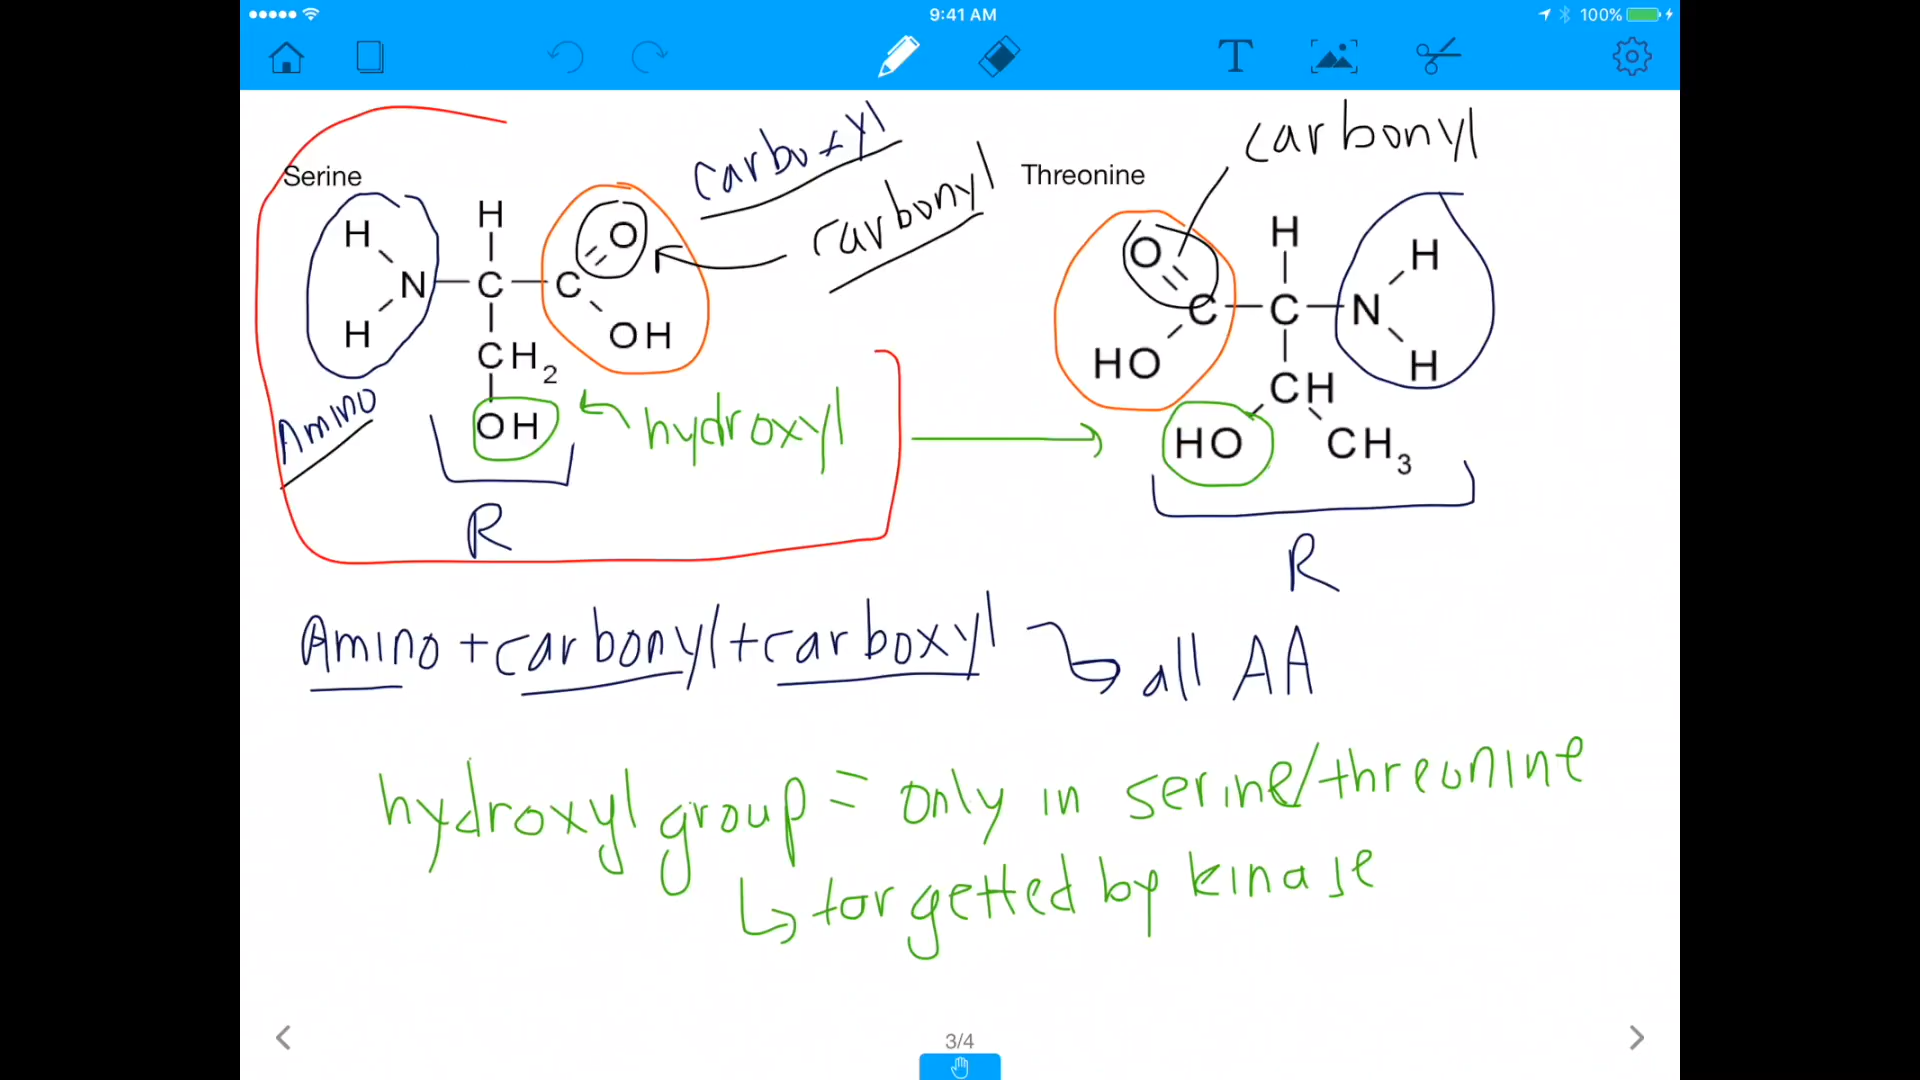 9:41 AM
100%
T
carboxyl
carbonyl
Serine
carbonyl
Threonine
H
H
O
H
N
C
C
H
OH
CH2
OH
Amino
hydroxyl
R
O
H
H
C
C
N
HO
H
CH
HO
CH3
R
Amino + carbonyl + carboxyl
all AA
hydroxyl group = only in serine/threonine
targetted by kinase
3/4